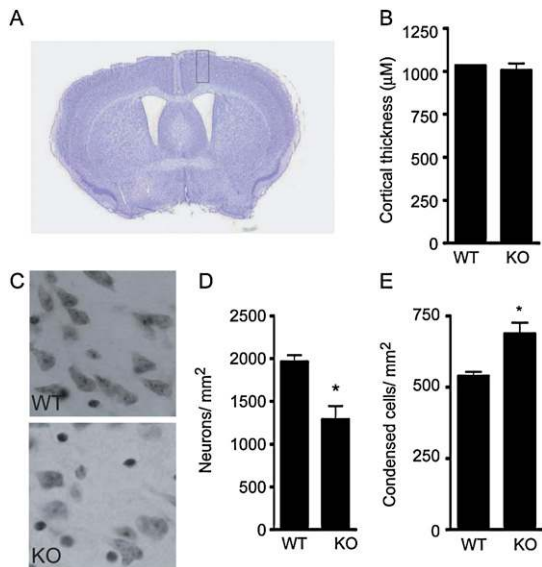 A
B
Cortical thickness (µM)
1250
1000
750
500
250
0
WT KO
C
WT
KO
D
Neurons/ mm²
2500
2000
1500
1000
500
0
*
WT KO
E
Condensed cells/ mm²
750
500
250
0
*
WT KO